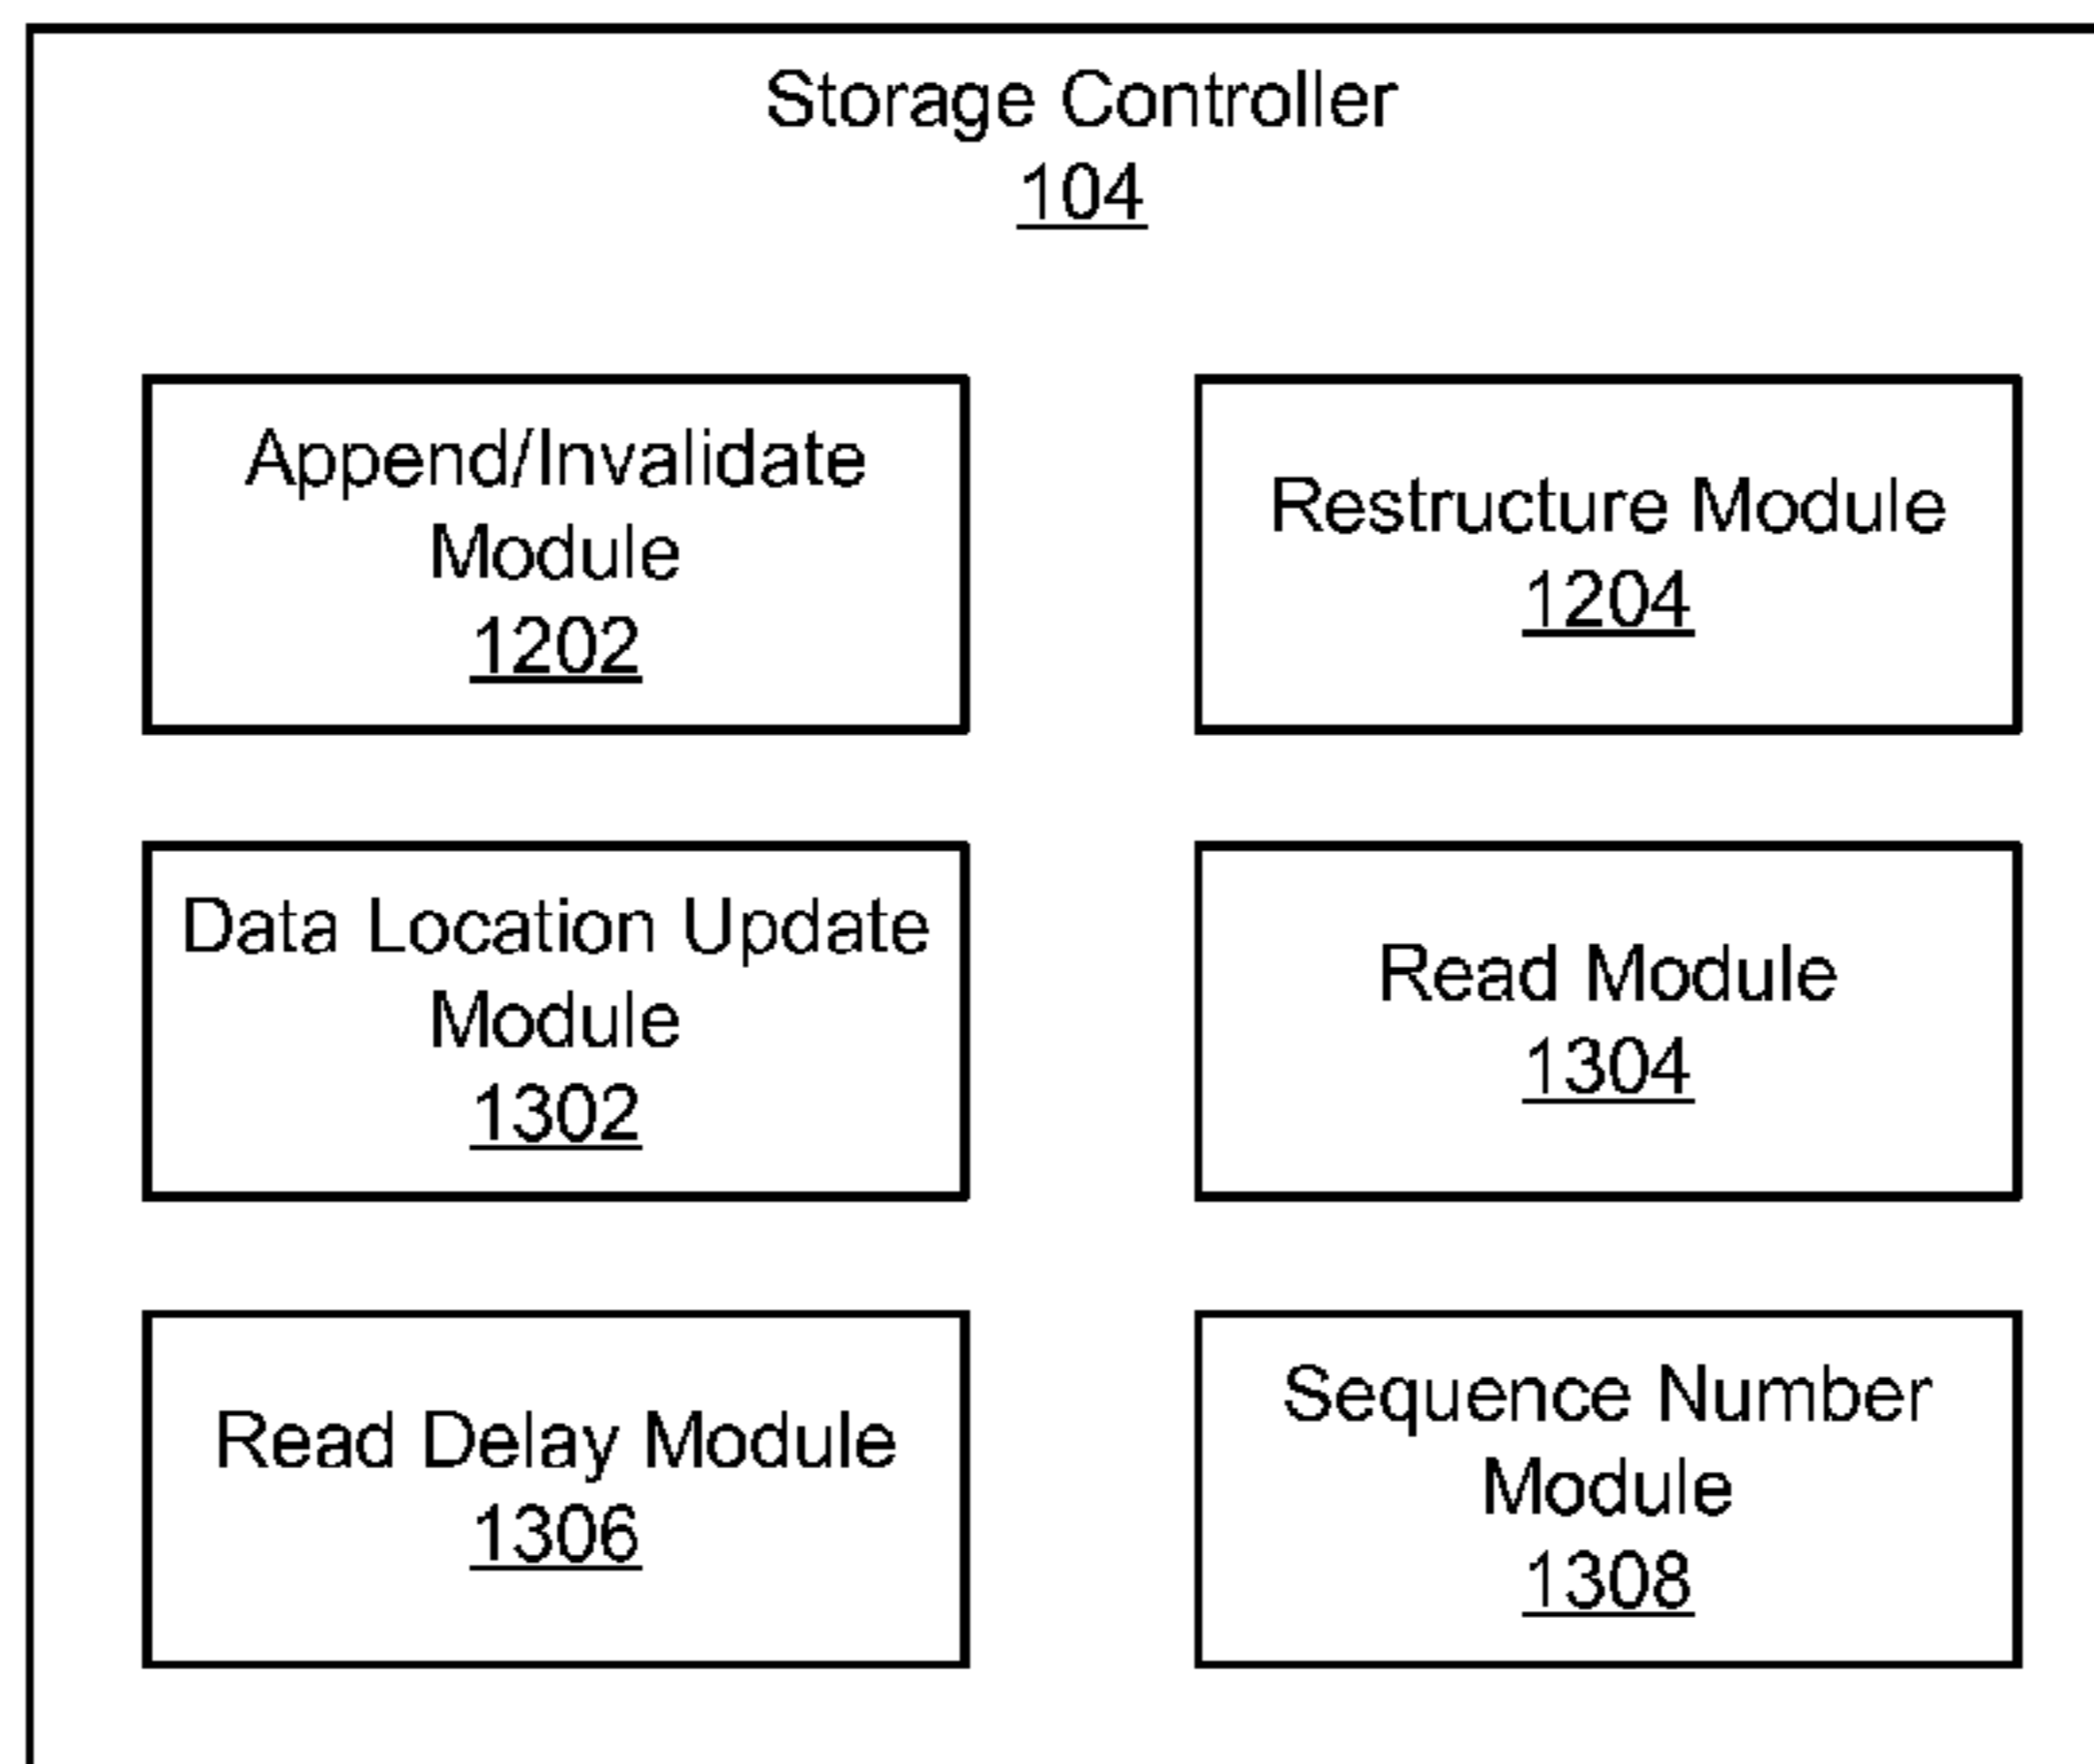 Storage Controller
104
Append/Invalidate
Module
1202
Restructure Module
1204
Data Location Update
Module
1302
Read Module
1304
Read Delay Module
1306
Sequence Number
Module
1308